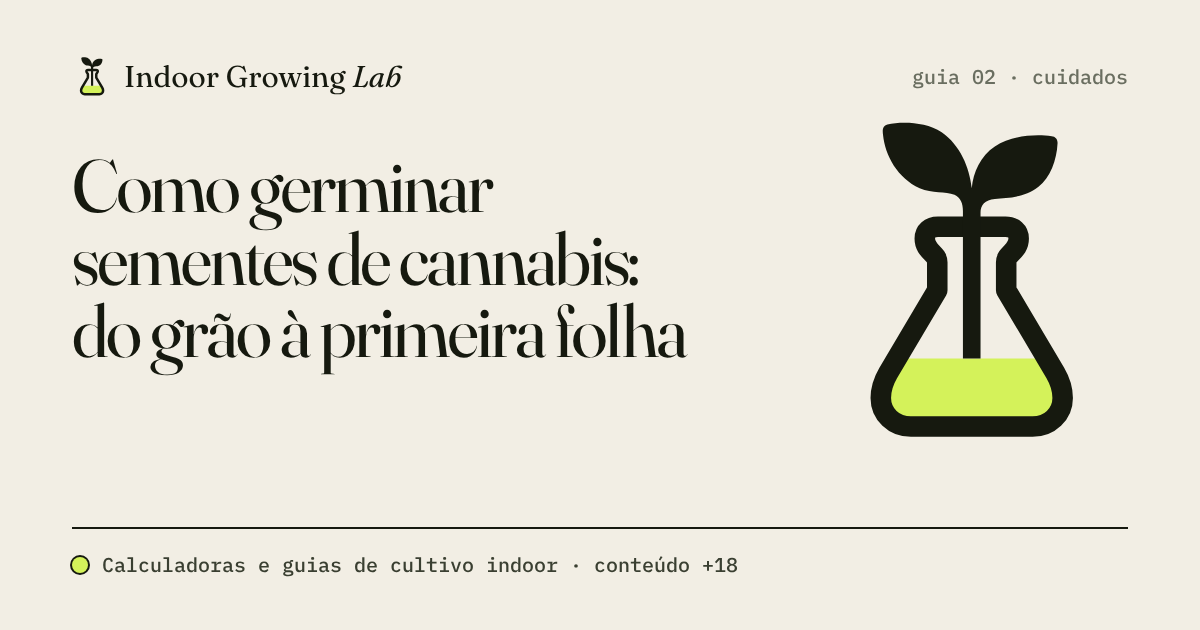 Indoor Growing Lab
guia 02 · cuidados
Como germinar
sementes de cannabis:
do grão à primeira folha
Calculadoras e guias de cultivo indoor · conteúdo +18